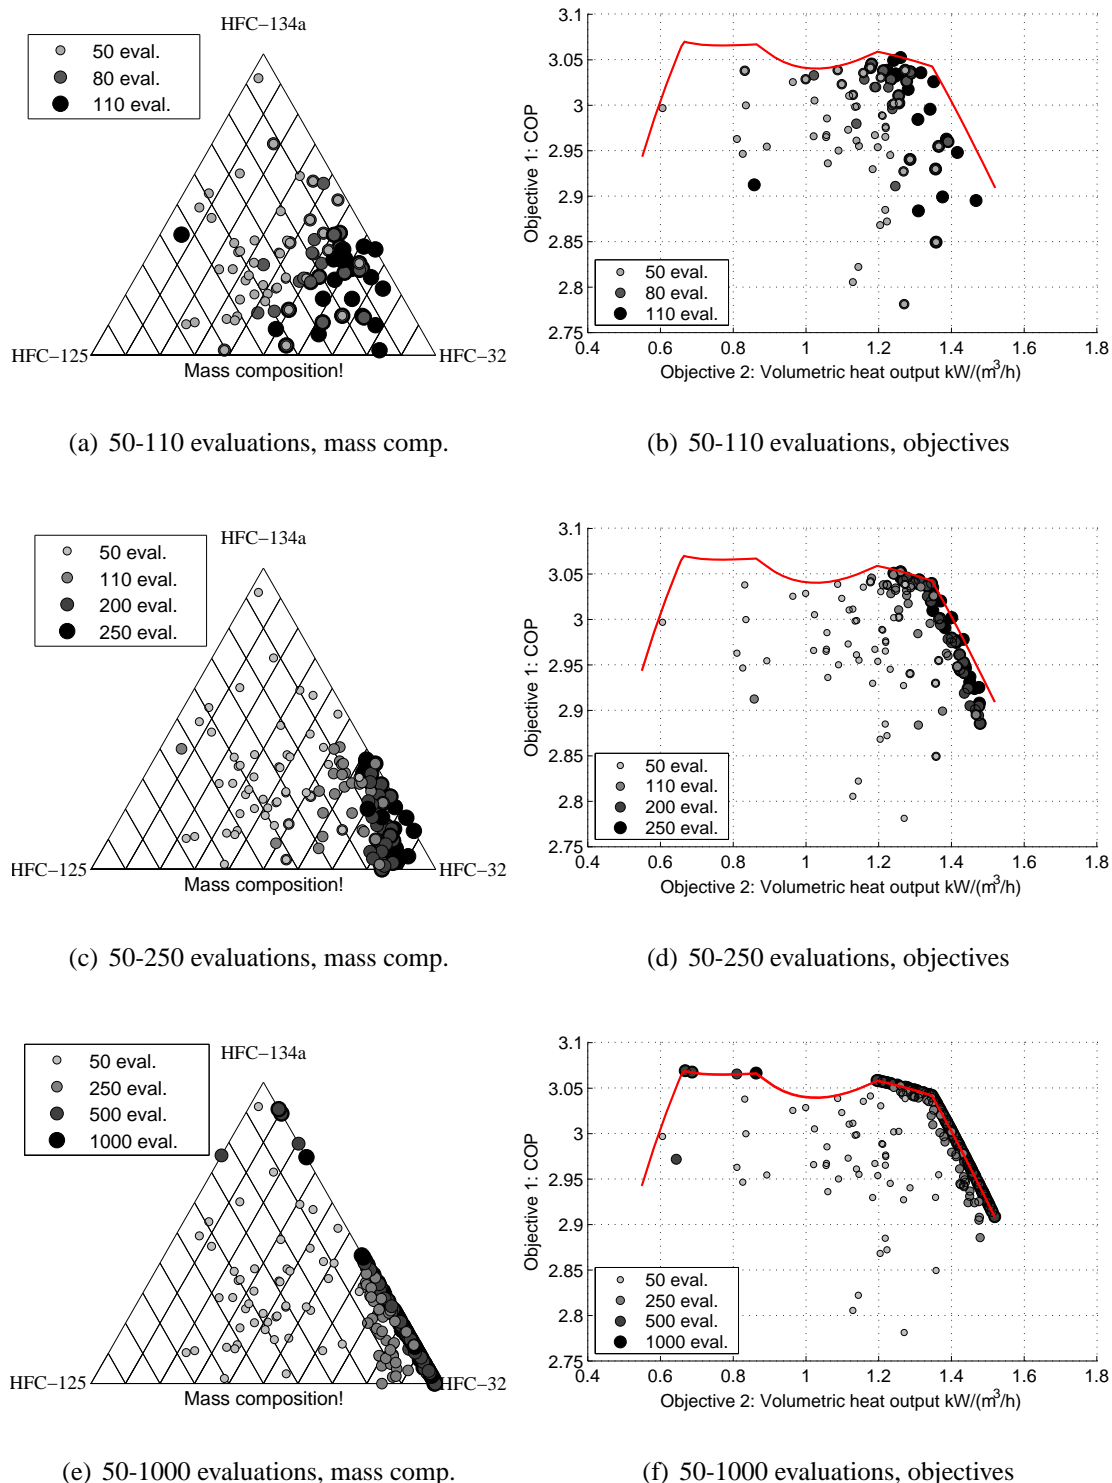 HFC-134a
50 eval.
80 eval.
110 eval.
HFC-125
HFC-32
Mass composition!
(a) 50-110 evaluations, mass comp.
3.1
3.05
3
2.95
2.9
2.85
2.8
2.75
0.4 0.6 0.8 1 1.2 1.4 1.6 1.8
Objective 1: COP
Objective 2: Volumetric heat output kW/(m³/h)
50 eval.
80 eval.
110 eval.
(b) 50-110 evaluations, objectives
HFC-134a
50 eval.
110 eval.
200 eval.
250 eval.
HFC-125
HFC-32
Mass composition!
(c) 50-250 evaluations, mass comp.
3.1
3.05
3
2.95
2.9
2.85
2.8
2.75
0.4 0.6 0.8 1 1.2 1.4 1.6 1.8
Objective 1: COP
Objective 2: Volumetric heat output kW/(m³/h)
50 eval.
110 eval.
200 eval.
250 eval.
(d) 50-250 evaluations, objectives
HFC-134a
50 eval.
250 eval.
500 eval.
1000 eval.
HFC-125
HFC-32
Mass composition!
(e) 50-1000 evaluations, mass comp.
3.1
3.05
3
2.95
2.9
2.85
2.8
2.75
0.4 0.6 0.8 1 1.2 1.4 1.6 1.8
Objective 1: COP
Objective 2: Volumetric heat output kW/(m³/h)
50 eval.
250 eval.
500 eval.
1000 eval.
(f) 50-1000 evaluations, objectives